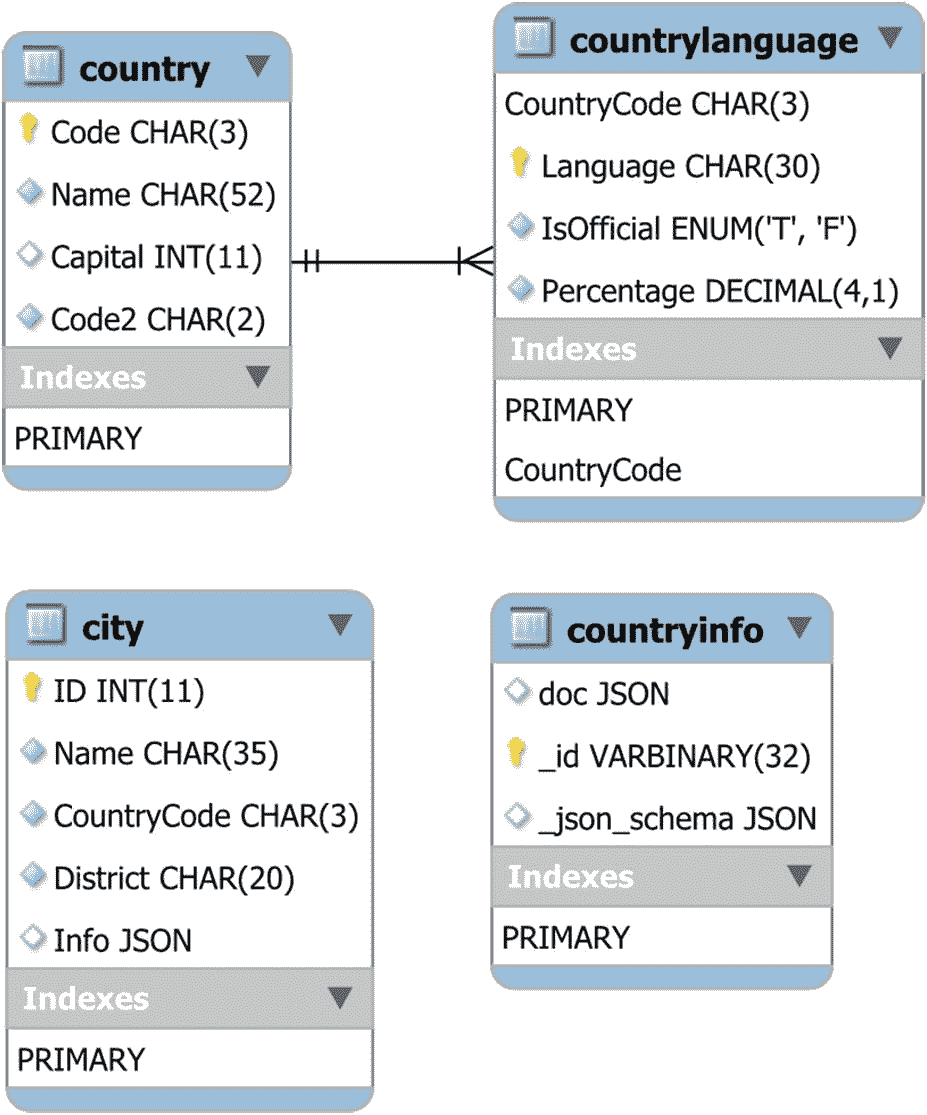 country
Code CHAR(3)
Name CHAR(52)
Capital INT(11)
Code2 CHAR(2)
Indexes
PRIMARY
countrylanguage
CountryCode CHAR(3)
Language CHAR(30)
IsOfficial ENUM('T', 'F')
Percentage DECIMAL(4,1)
Indexes
PRIMARY
CountryCode
city
ID INT(11)
Name CHAR(35)
CountryCode CHAR(3)
District CHAR(20)
Info JSON
Indexes
PRIMARY
countryinfo
doc JSON
_id VARBINARY(32)
_json_schema JSON
Indexes
PRIMARY